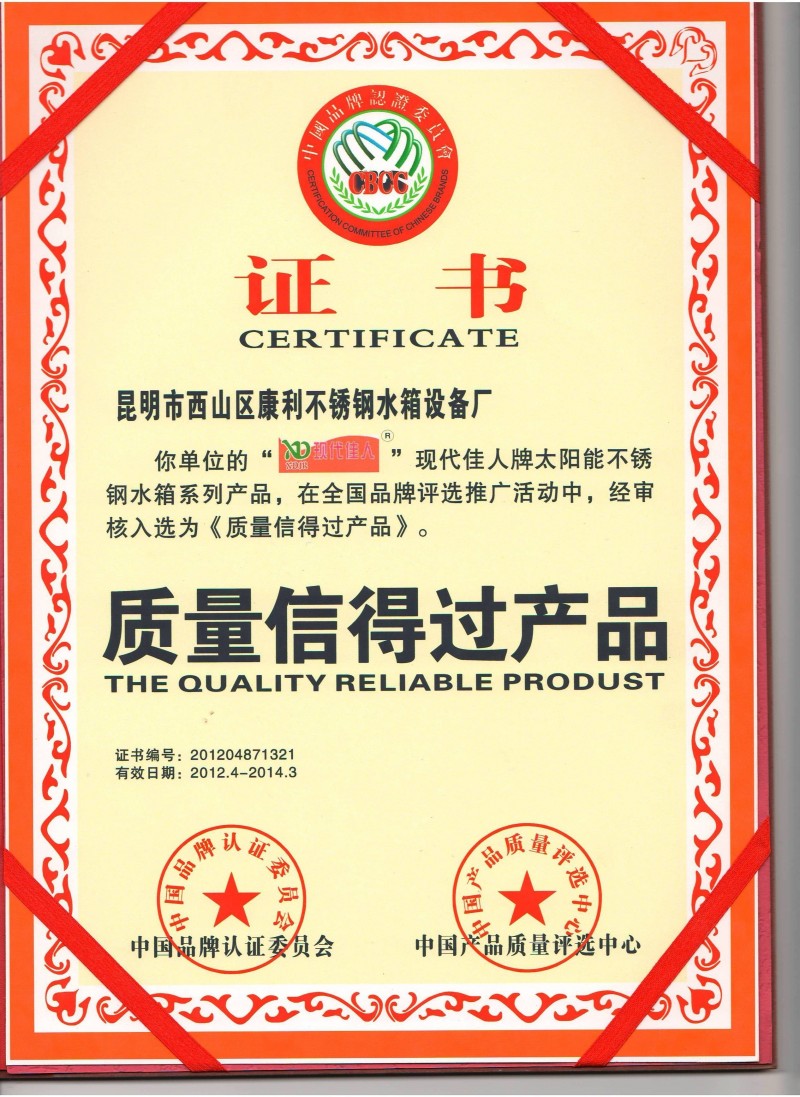 中國品牌認證委員會
CBCC
CERTIFICATION COMMITTEE OF CHINESE BRANDS
证 书
CERTIFICATE
昆明市西山区康利不锈钢水箱设备厂
你单位的“ XDJR 现代佳人 ® ”现代佳人牌太阳能不锈
钢水箱系列产品，在全国品牌评选推广活动中，经审
核入选为《质量信得过产品》。
质量信得过产品
THE QUALITY RELIABLE PRODUST
证书编号：201204871321
有效日期：2012.4-2014.3
中国品牌认证委员会
中国品牌认证委员会
中国产品质量评选中心
中国产品质量评选中心